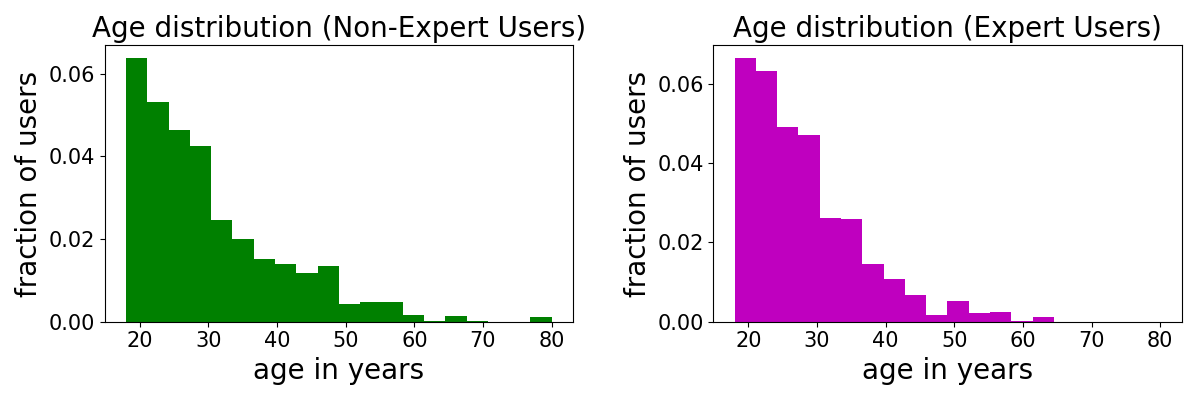 Age distribution (Non-Expert Users)
fraction of users
0.06
0.04
0.02
0.00
20 30 40 50 60 70 80
age in years
Age distribution (Expert Users)
fraction of users
0.06
0.04
0.02
0.00
20 30 40 50 60 70 80
age in years